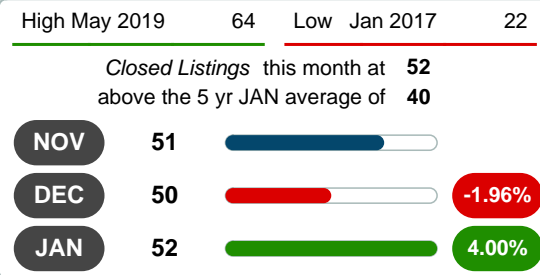 High May 2019 64 Low Jan 2017 22
Closed Listings this month at 52
above the 5 yr JAN average of 40
NOV 51
DEC 50 -1.96%
JAN 52 4.00%